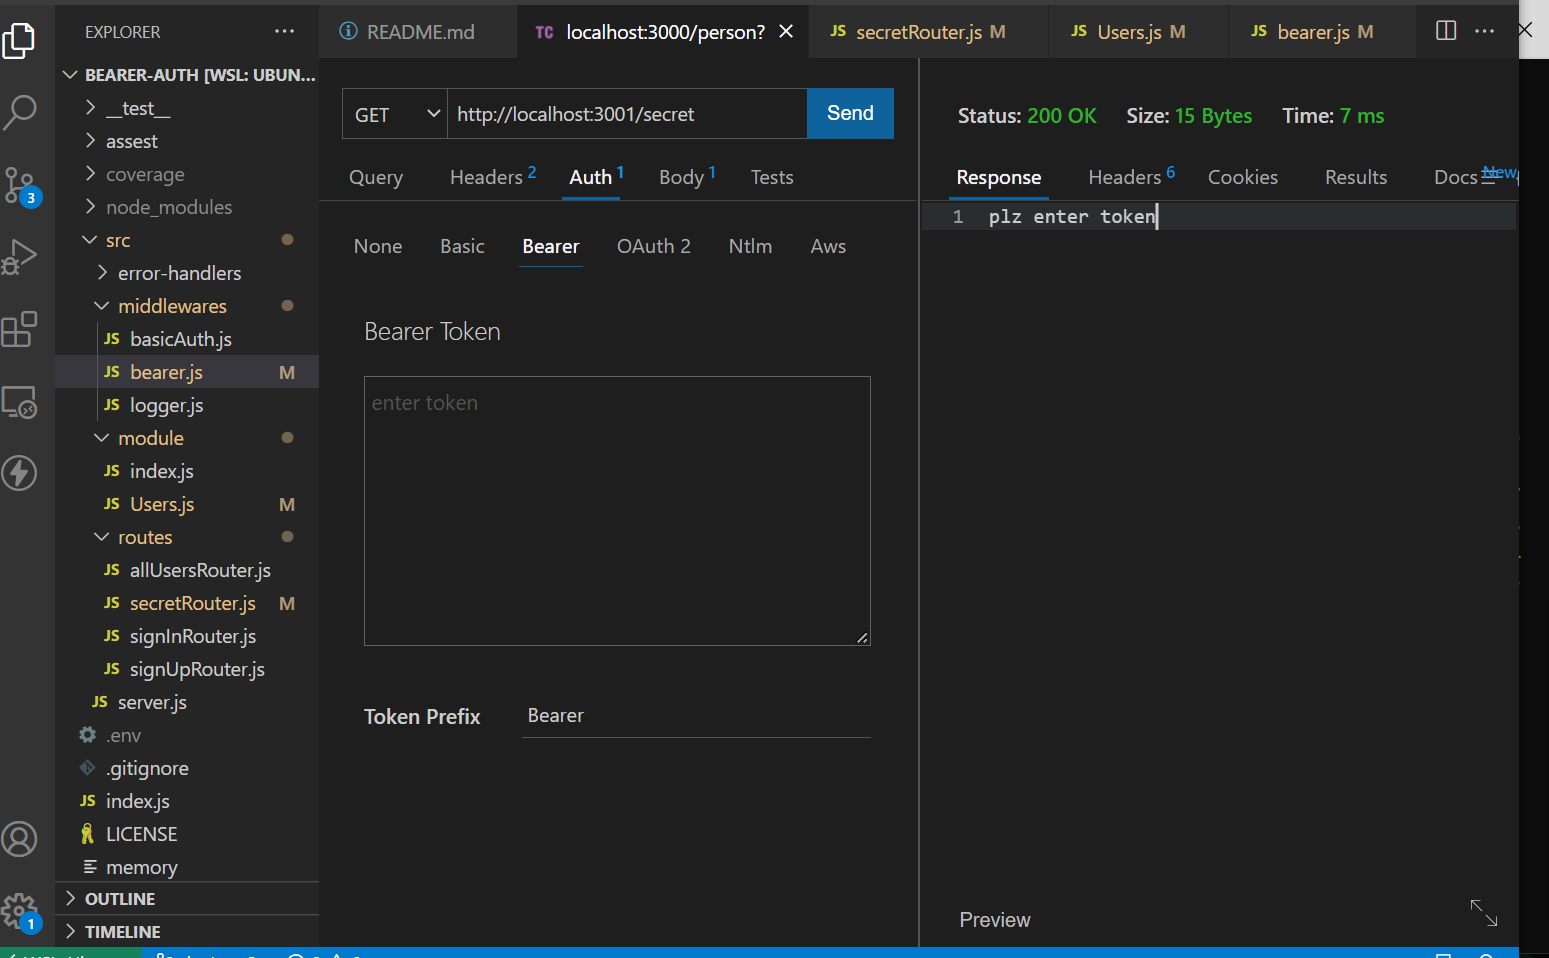 EXPLORER ...
BEARER-AUTH [WSL: UBUN...
__test__
assest
coverage
node_modules
src
error-handlers
middlewares
JS basicAuth.js
JS bearer.js M
JS logger.js
module
JS index.js
JS Users.js M
routes
JS allUsersRouter.js
JS secretRouter.js M
JS signInRouter.js
JS signUpRouter.js
JS server.js
.env
.gitignore
JS index.js
LICENSE
memory
OUTLINE
TIMELINE
3
1
README.md
TC localhost:3000/person?
JS secretRouter.js M
JS Users.js M
JS bearer.js M
GET http://localhost:3001/secret Send
Query Headers 2 Auth 1 Body 1 Tests
None Basic Bearer OAuth 2 Ntlm Aws
Bearer Token
enter token
Token Prefix Bearer
Status: 200 OK Size: 15 Bytes Time: 7 ms
Response Headers 6 Cookies Results Docs New
1 plz enter token
Preview